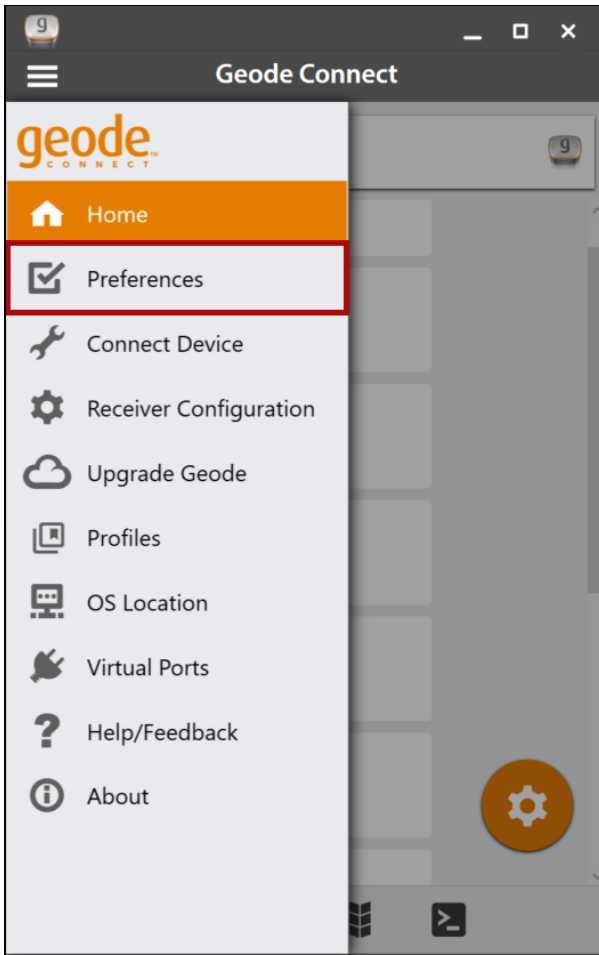 g
Geode Connect
geode™
CONNECT
g
Home
Preferences
Connect Device
Receiver Configuration
Upgrade Geode
Profiles
OS Location
Virtual Ports
Help/Feedback
About